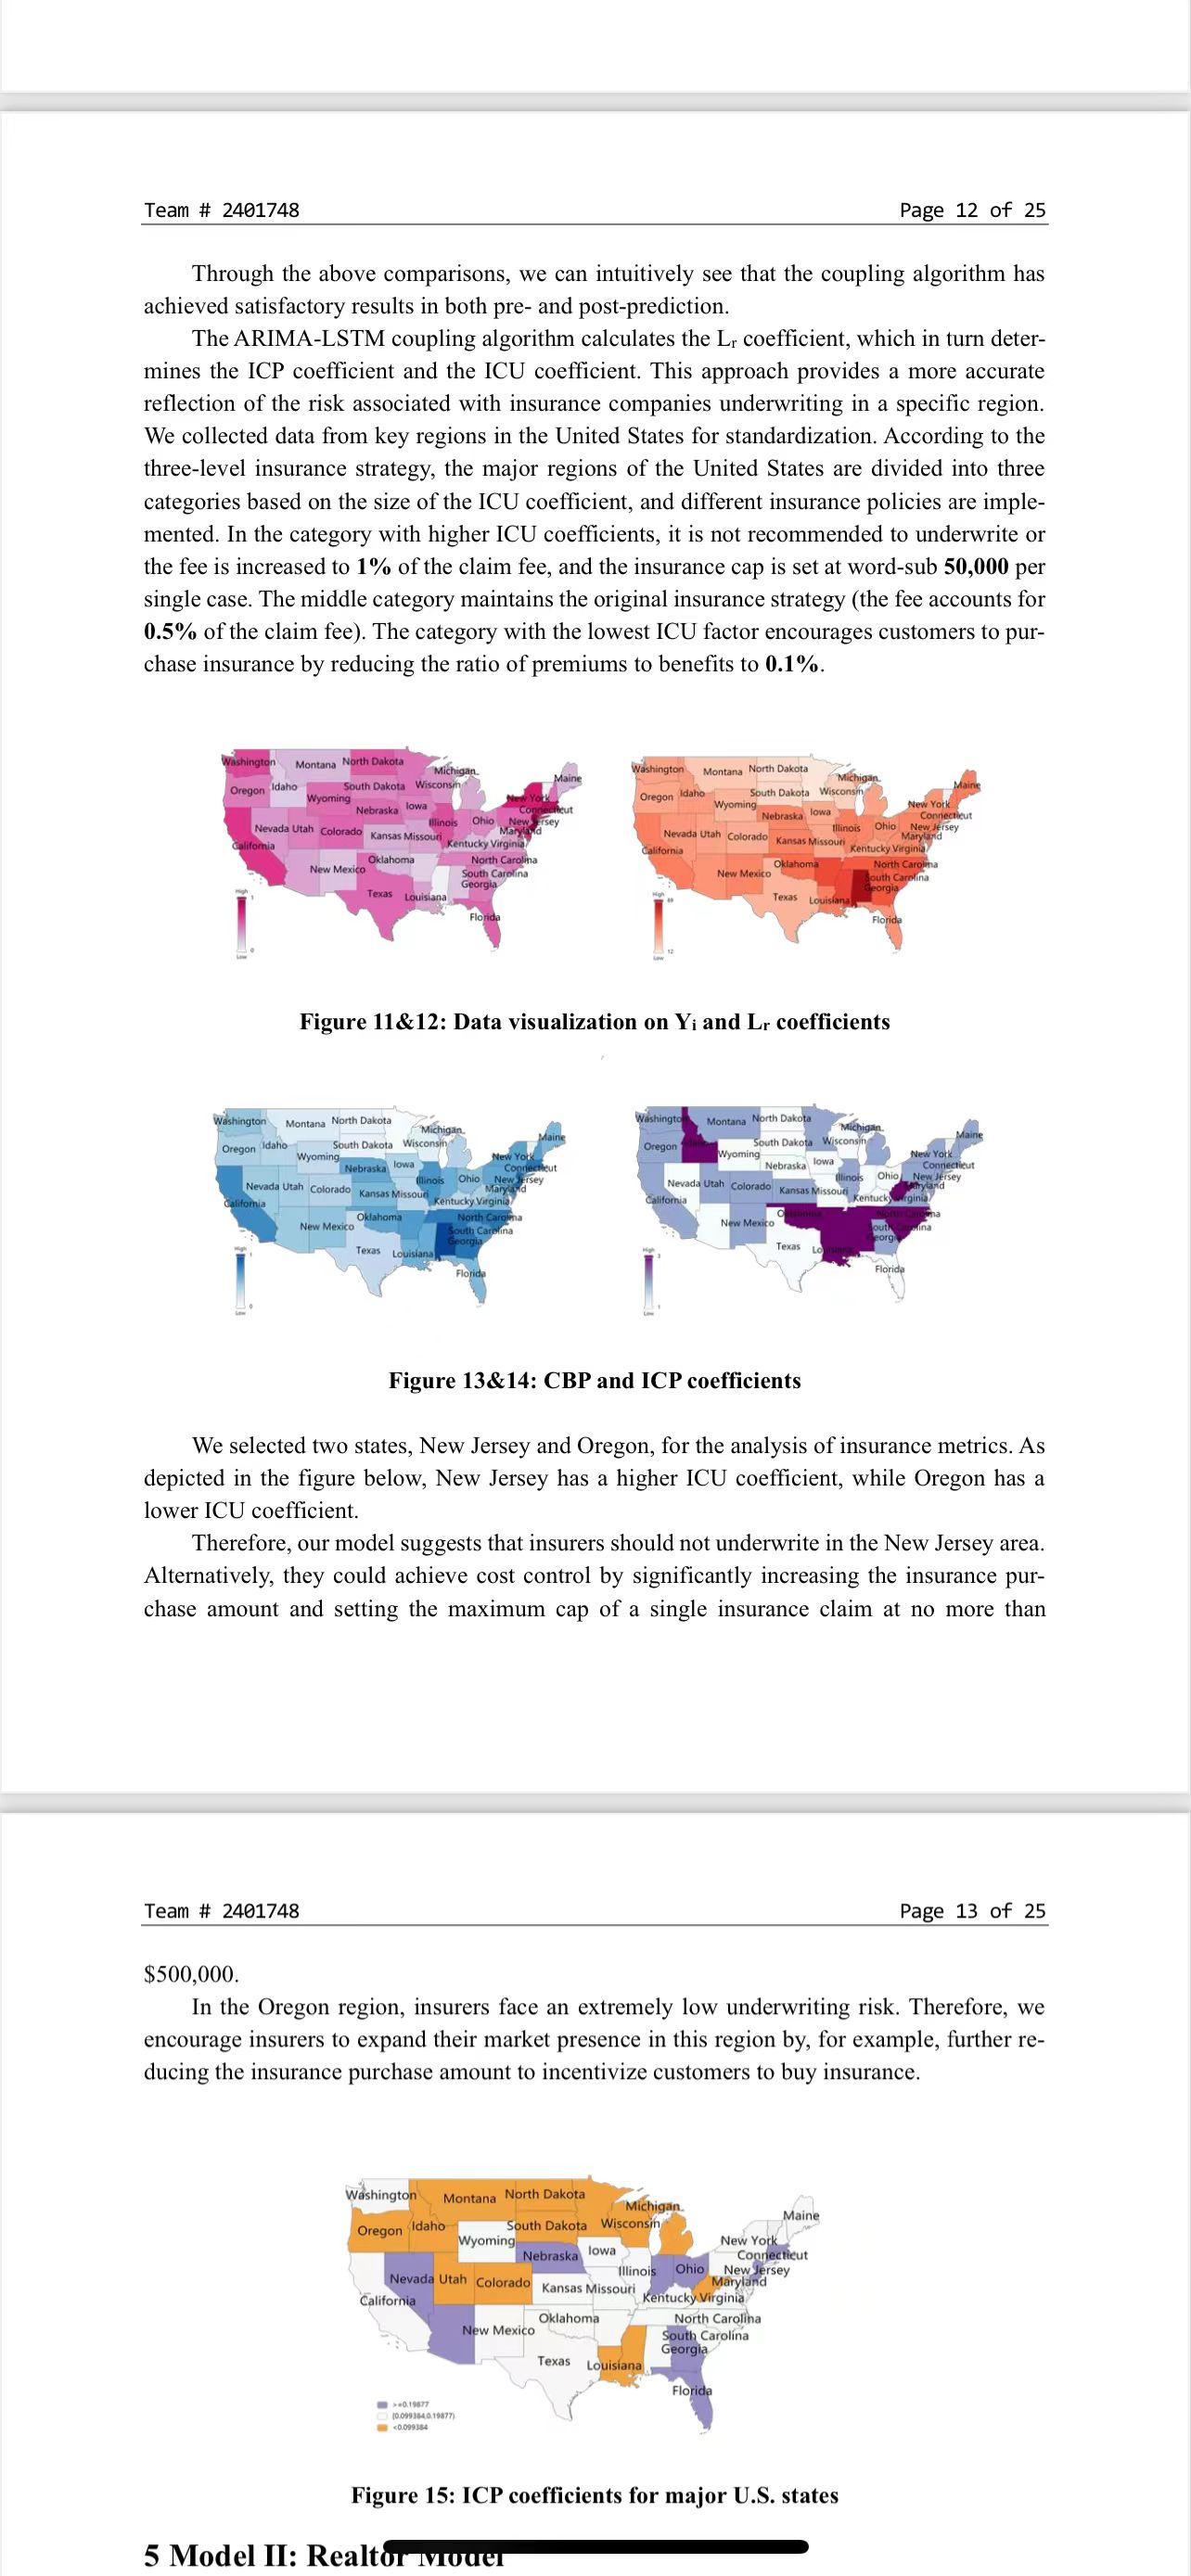 Team # 2401748 Page 12 of 25
Through the above comparisons, we can intuitively see that the coupling algorithm has
achieved satisfactory results in both pre- and post-prediction.
The ARIMA-LSTM coupling algorithm calculates the Lr coefficient, which in turn deter-
mines the ICP coefficient and the ICU coefficient. This approach provides a more accurate
reflection of the risk associated with insurance companies underwriting in a specific region.
We collected data from key regions in the United States for standardization. According to the
three-level insurance strategy, the major regions of the United States are divided into three
categories based on the size of the ICU coefficient, and different insurance policies are imple-
mented. In the category with higher ICU coefficients, it is not recommended to underwrite or
the fee is increased to 1% of the claim fee, and the insurance cap is set at word-sub 50,000 per
single case. The middle category maintains the original insurance strategy (the fee accounts for
0.5% of the claim fee). The category with the lowest ICU factor encourages customers to pur-
chase insurance by reducing the ratio of premiums to benefits to 0.1%.
Washington Montana North Dakota Michigan Maine
Oregon Idaho South Dakota Wisconsin
Wyoming New York
Nebraska Iowa Connecticut
Illinois Ohio New Jersey
Nevada Utah Colorado Kansas Missouri Maryland
California Kentucky Virginia
Oklahoma North Carolina
New Mexico South Carolina
Georgia
Texas Louisiana
Florida
High
1
0
Low
Washington Montana North Dakota Michigan Maine
Oregon Idaho South Dakota Wisconsin
Wyoming New York
Nebraska Iowa Connecticut
Illinois Ohio New Jersey
Nevada Utah Colorado Kansas Missouri Maryland
California Kentucky Virginia
Oklahoma North Carolina
New Mexico South Carolina
Georgia
Texas Louisiana
Florida
High
12
Low
Figure 11&12: Data visualization on Yi and Lr coefficients
Washington Montana North Dakota Michigan Maine
Oregon Idaho South Dakota Wisconsin
Wyoming New York
Nebraska Iowa Connecticut
Illinois Ohio New Jersey
Nevada Utah Colorado Kansas Missouri Maryland
California Kentucky Virginia
Oklahoma North Carolina
New Mexico South Carolina
Georgia
Texas Louisiana
Florida
High
1
0
Low
Washington Montana North Dakota Michigan Maine
Oregon South Dakota Wisconsin
Wyoming New York
Nebraska Iowa Connecticut
Illinois Ohio New Jersey
Nevada Utah Colorado Kansas Missouri Maryland
California Kentucky Virginia
Oklahoma North Carolina
New Mexico South Carolina
Georgia
Texas Louisiana
Florida
High
1
Low
Figure 13&14: CBP and ICP coefficients
We selected two states, New Jersey and Oregon, for the analysis of insurance metrics. As
depicted in the figure below, New Jersey has a higher ICU coefficient, while Oregon has a
lower ICU coefficient.
Therefore, our model suggests that insurers should not underwrite in the New Jersey area.
Alternatively, they could achieve cost control by significantly increasing the insurance pur-
chase amount and setting the maximum cap of a single insurance claim at no more than
Team # 2401748 Page 13 of 25
$500,000.
In the Oregon region, insurers face an extremely low underwriting risk. Therefore, we
encourage insurers to expand their market presence in this region by, for example, further re-
ducing the insurance purchase amount to incentivize customers to buy insurance.
Washington Montana North Dakota Michigan Maine
Oregon Idaho South Dakota Wisconsin
Wyoming New York
Nebraska Iowa Connecticut
Illinois Ohio New Jersey
Nevada Utah Colorado Kansas Missouri Maryland
California Kentucky Virginia
Oklahoma North Carolina
New Mexico South Carolina
Georgia
Texas Louisiana
Florida
>=0.19877
[0.099384,0.19877)
<0.099384
Figure 15: ICP coefficients for major U.S. states
5 Model II: Realtor Model